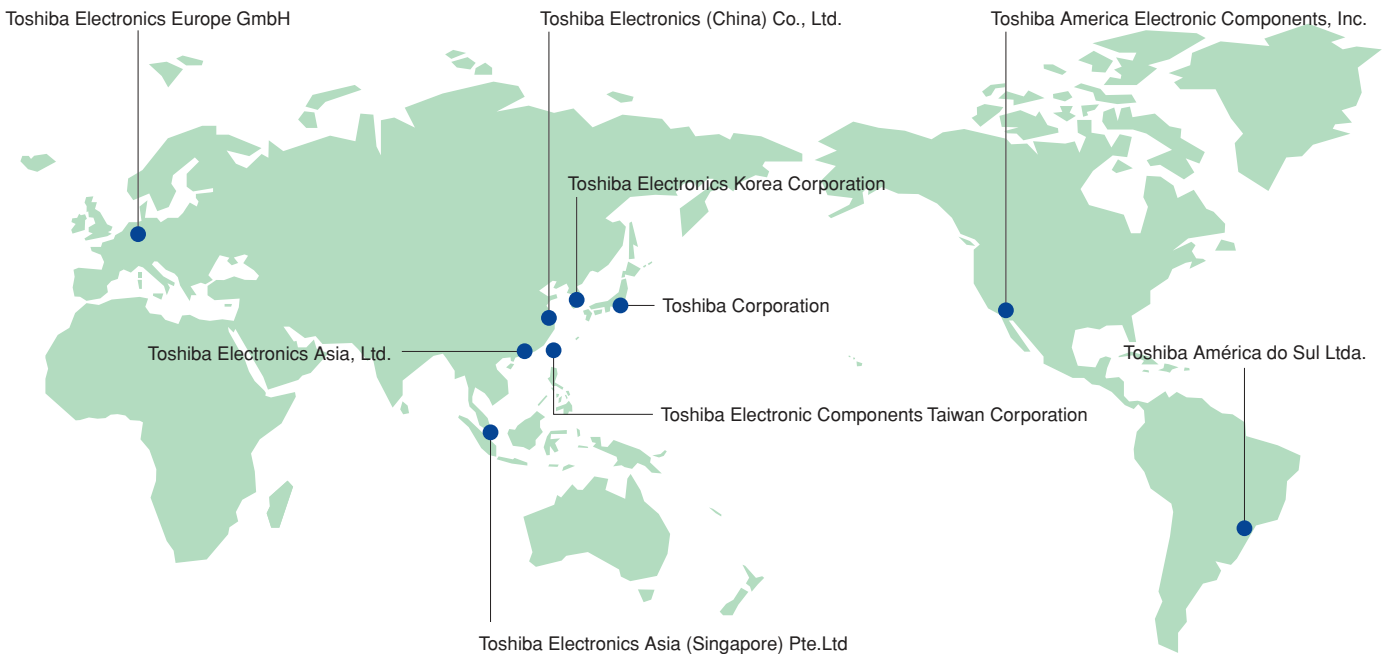 Toshiba Electronics Europe GmbH
Toshiba Electronics (China) Co., Ltd.
Toshiba America Electronic Components, Inc.
Toshiba Electronics Korea Corporation
Toshiba Corporation
Toshiba Electronics Asia, Ltd.
Toshiba América do Sul Ltda.
Toshiba Electronic Components Taiwan Corporation
Toshiba Electronics Asia (Singapore) Pte.Ltd